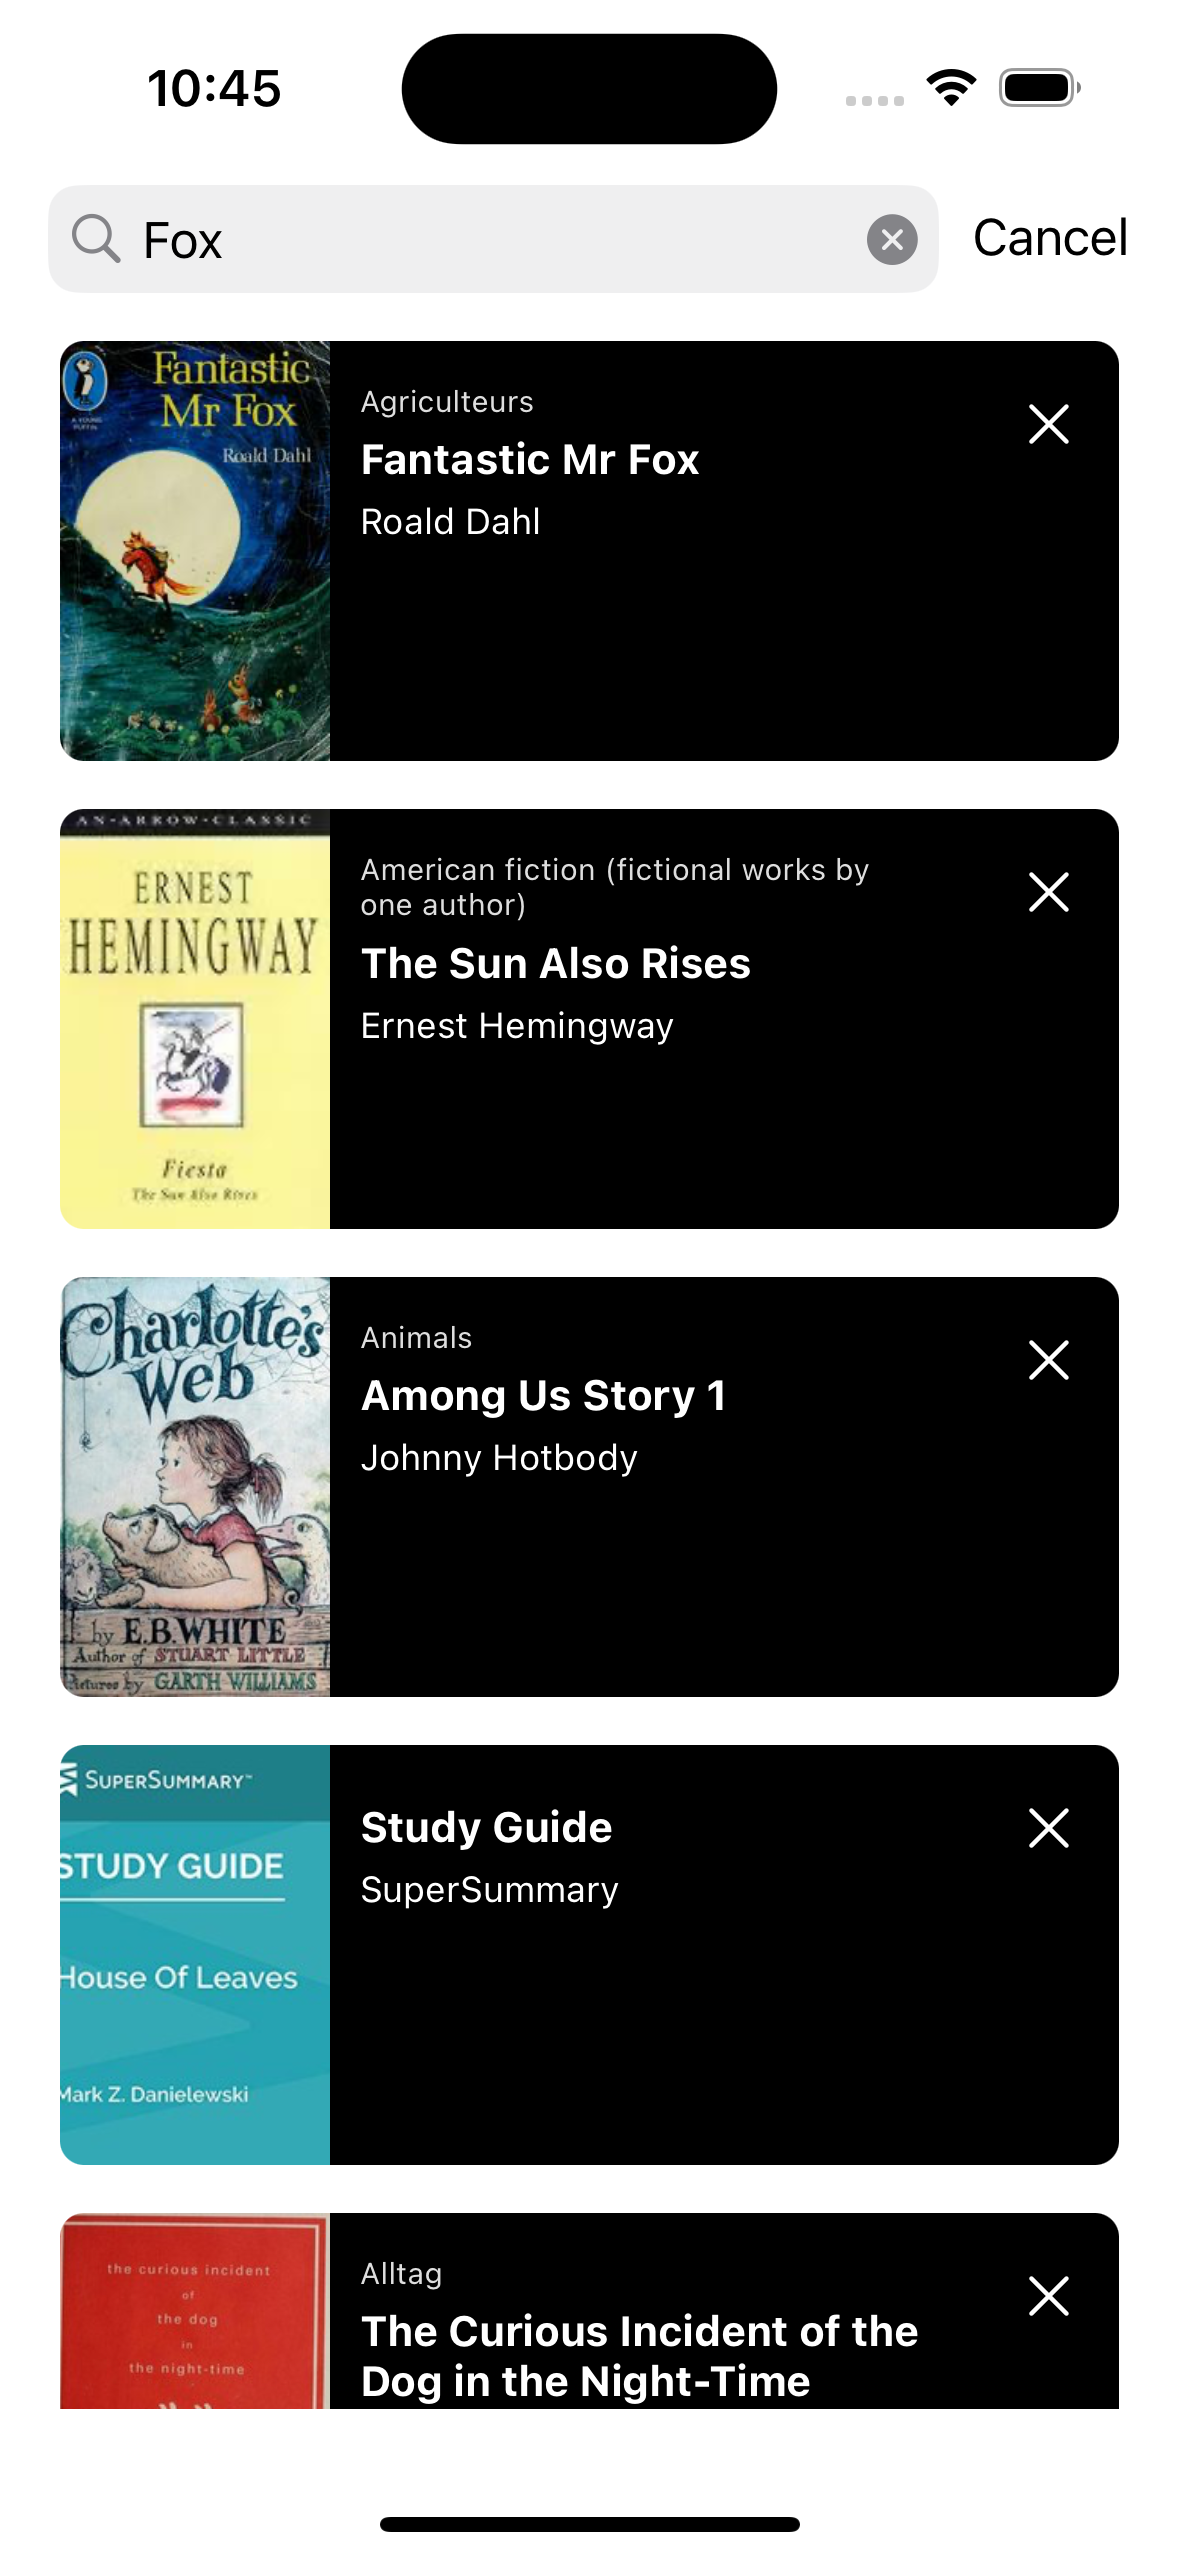 10:45
Fox
Cancel
Fantastic
Mr Fox
Roald Dahl
A YOUNG
PUFFIN
Agriculteurs
Fantastic Mr Fox
Roald Dahl
AN·ARROW·CLASSIC
ERNEST
HEMINGWAY
Fiesta
The Sun Also Rises
American fiction (fictional works by
one author)
The Sun Also Rises
Ernest Hemingway
Charlotte's
Web
by E.B. WHITE
Author of STUART LITTLE
Pictures by GARTH WILLIAMS
Animals
Among Us Story 1
Johnny Hotbody
SUPERSUMMARY™
STUDY GUIDE
House Of Leaves
Mark Z. Danielewski
Study Guide
SuperSummary
the curious incident
of
the dog
in
the night-time
Alltag
The Curious Incident of the
Dog in the Night-Time